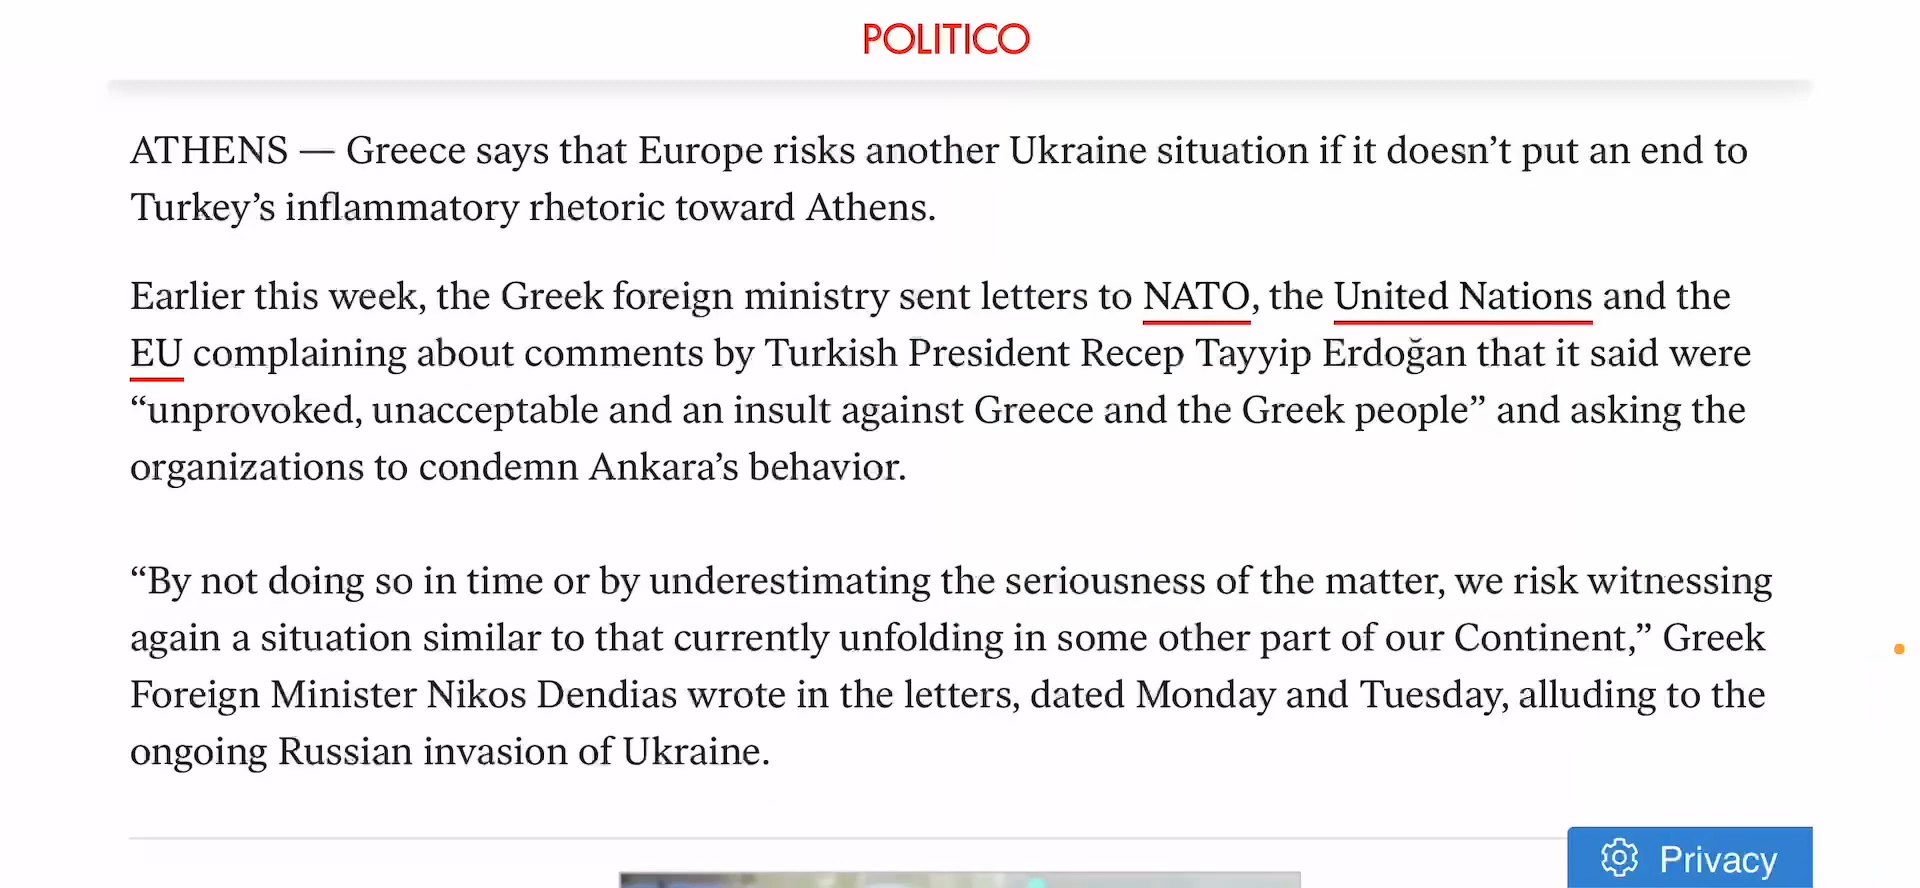 POLITICO
ATHENS — Greece says that Europe risks another Ukraine situation if it doesn’t put an end to
Turkey’s inflammatory rhetoric toward Athens.
Earlier this week, the Greek foreign ministry sent letters to NATO, the United Nations and the
EU complaining about comments by Turkish President Recep Tayyip Erdoğan that it said were
“unprovoked, unacceptable and an insult against Greece and the Greek people” and asking the
organizations to condemn Ankara’s behavior.
“By not doing so in time or by underestimating the seriousness of the matter, we risk witnessing
again a situation similar to that currently unfolding in some other part of our Continent,” Greek
Foreign Minister Nikos Dendias wrote in the letters, dated Monday and Tuesday, alluding to the
ongoing Russian invasion of Ukraine.
Privacy